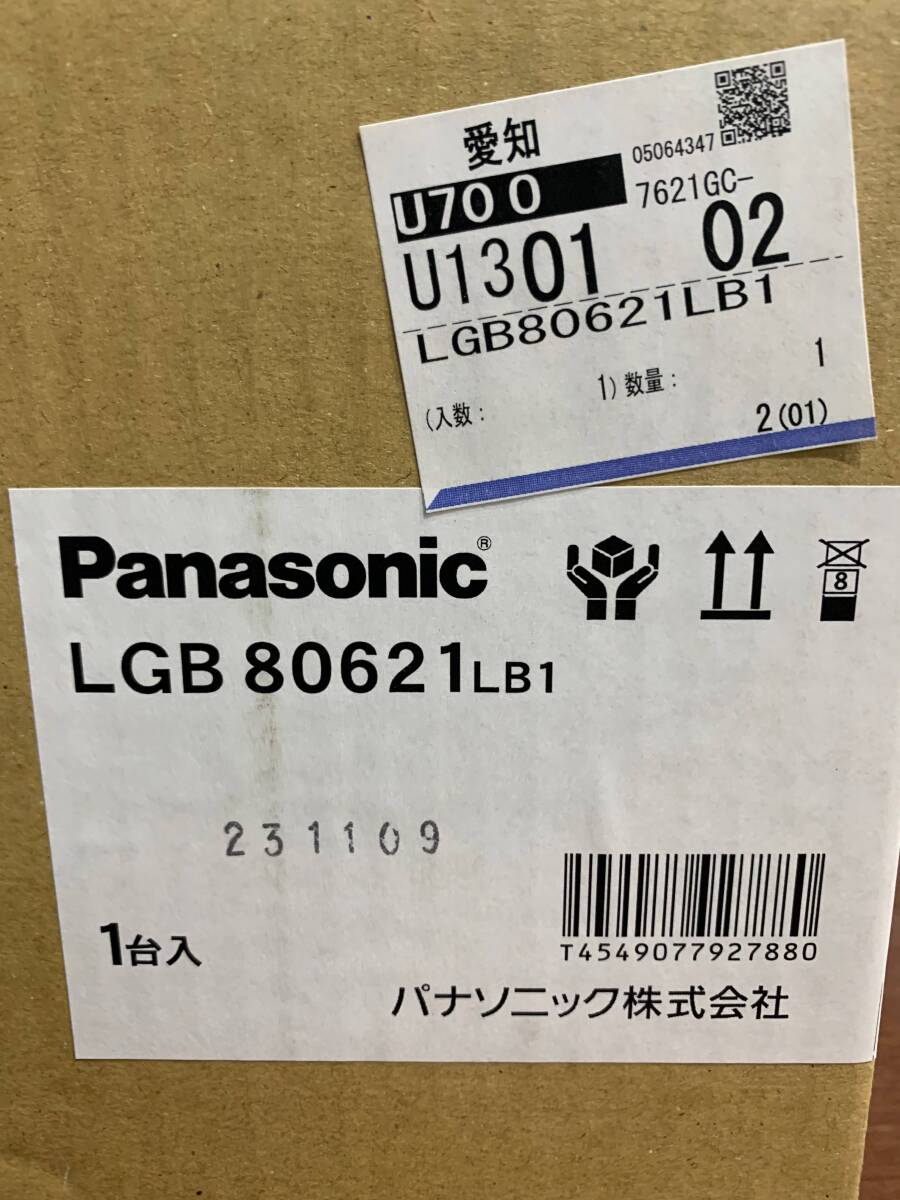 愛知
05064347
U70 0
7621GC-
U1301 02
LGB80621LB1
(入数: 1) 数量: 1
2(01)
Panasonic®
8
LGB 80621LB1
231109
1台入
T4549077927880
パナソニック株式会社